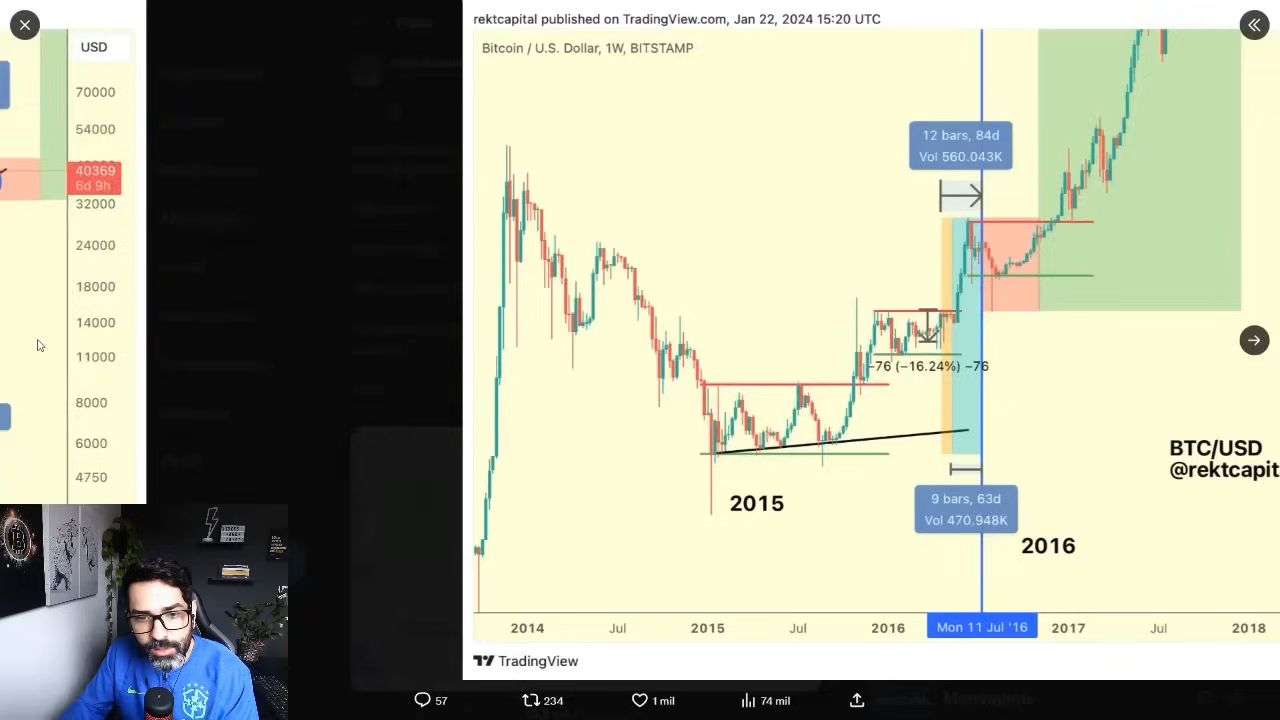 rektcapital published on TradingView.com, Jan 22, 2024 15:20 UTC
Bitcoin / U.S. Dollar, 1W, BITSTAMP
USD
70000
54000
40369
6d 9h
32000
24000
18000
14000
11000
8000
6000
4750
12 bars, 84d
Vol 560.043K
−76 (−16.24%) −76
9 bars, 63d
Vol 470.948K
2015
2016
BTC/USD
@rektcapit
2014
Jul
2015
Jul
2016
Mon 11 Jul '16
2017
Jul
2018
TradingView
57
234
1 mil
74 mil